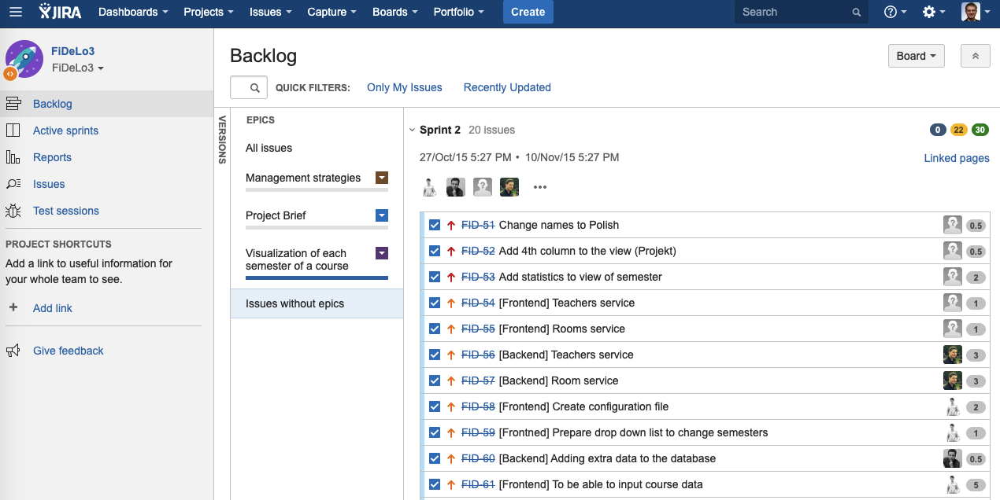 JIRA Dashboards Projects Issues Capture Boards Portfolio Create Search ?
FiDeLo3
FiDeLo3
Backlog
Active sprints
Reports
Issues
Test sessions
PROJECT SHORTCUTS
Add a link to useful information for
your whole team to see.
+ Add link
Give feedback
Backlog
Board
QUICK FILTERS: Only My Issues Recently Updated
VERSIONS
EPICS
All issues
Management strategies
Project Brief
Visualization of each
semester of a course
Issues without epics
Sprint 2 20 issues 0 22 30
27/Oct/15 5:27 PM • 10/Nov/15 5:27 PM
Linked pages
•••
FID-51 Change names to Polish 0.5
FID-52 Add 4th column to the view (Projekt) 0.5
FID-53 Add statistics to view of semester 2
FID-54 [Frontend] Teachers service 1
FID-55 [Frontend] Rooms service 1
FID-56 [Backend] Teachers service 3
FID-57 [Backend] Room service 3
FID-58 [Frontend] Create configuration file 2
FID-59 [Frontned] Prepare drop down list to change semesters 1
FID-60 [Backend] Adding extra data to the database 0.5
FID-61 [Frontend] To be able to input course data 5